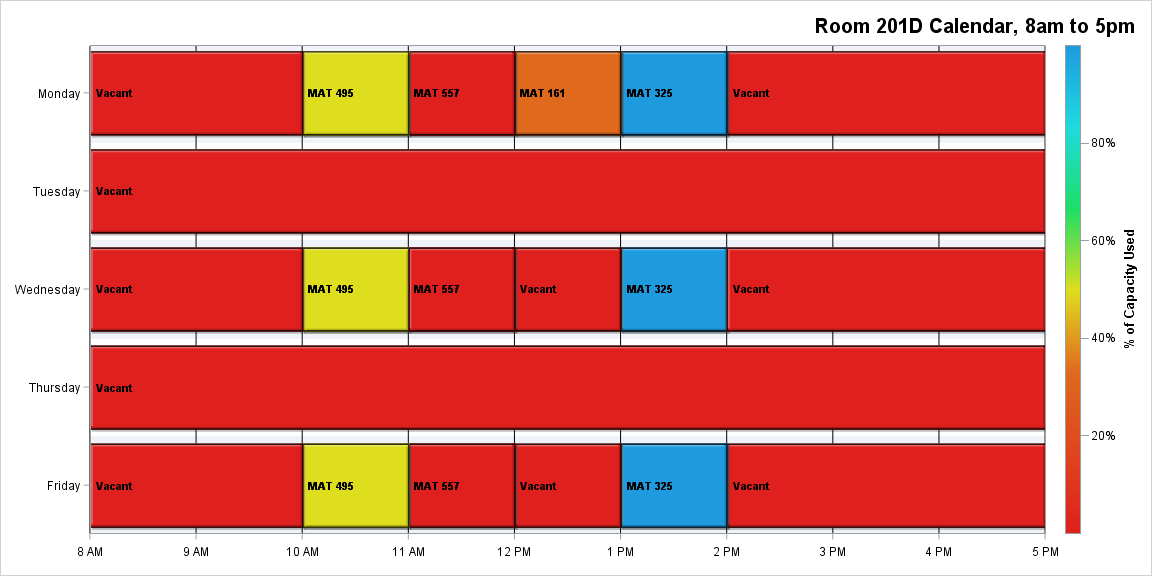 Room 201D Calendar, 8am to 5pm
Monday
Vacant
MAT 495
MAT 557
MAT 161
MAT 325
Vacant
Tuesday
Vacant
Wednesday
Vacant
MAT 495
MAT 557
Vacant
MAT 325
Vacant
Thursday
Vacant
Friday
Vacant
MAT 495
MAT 557
Vacant
MAT 325
Vacant
8 AM
9 AM
10 AM
11 AM
12 PM
1 PM
2 PM
3 PM
4 PM
5 PM
80%
60%
40%
20%
% of Capacity Used